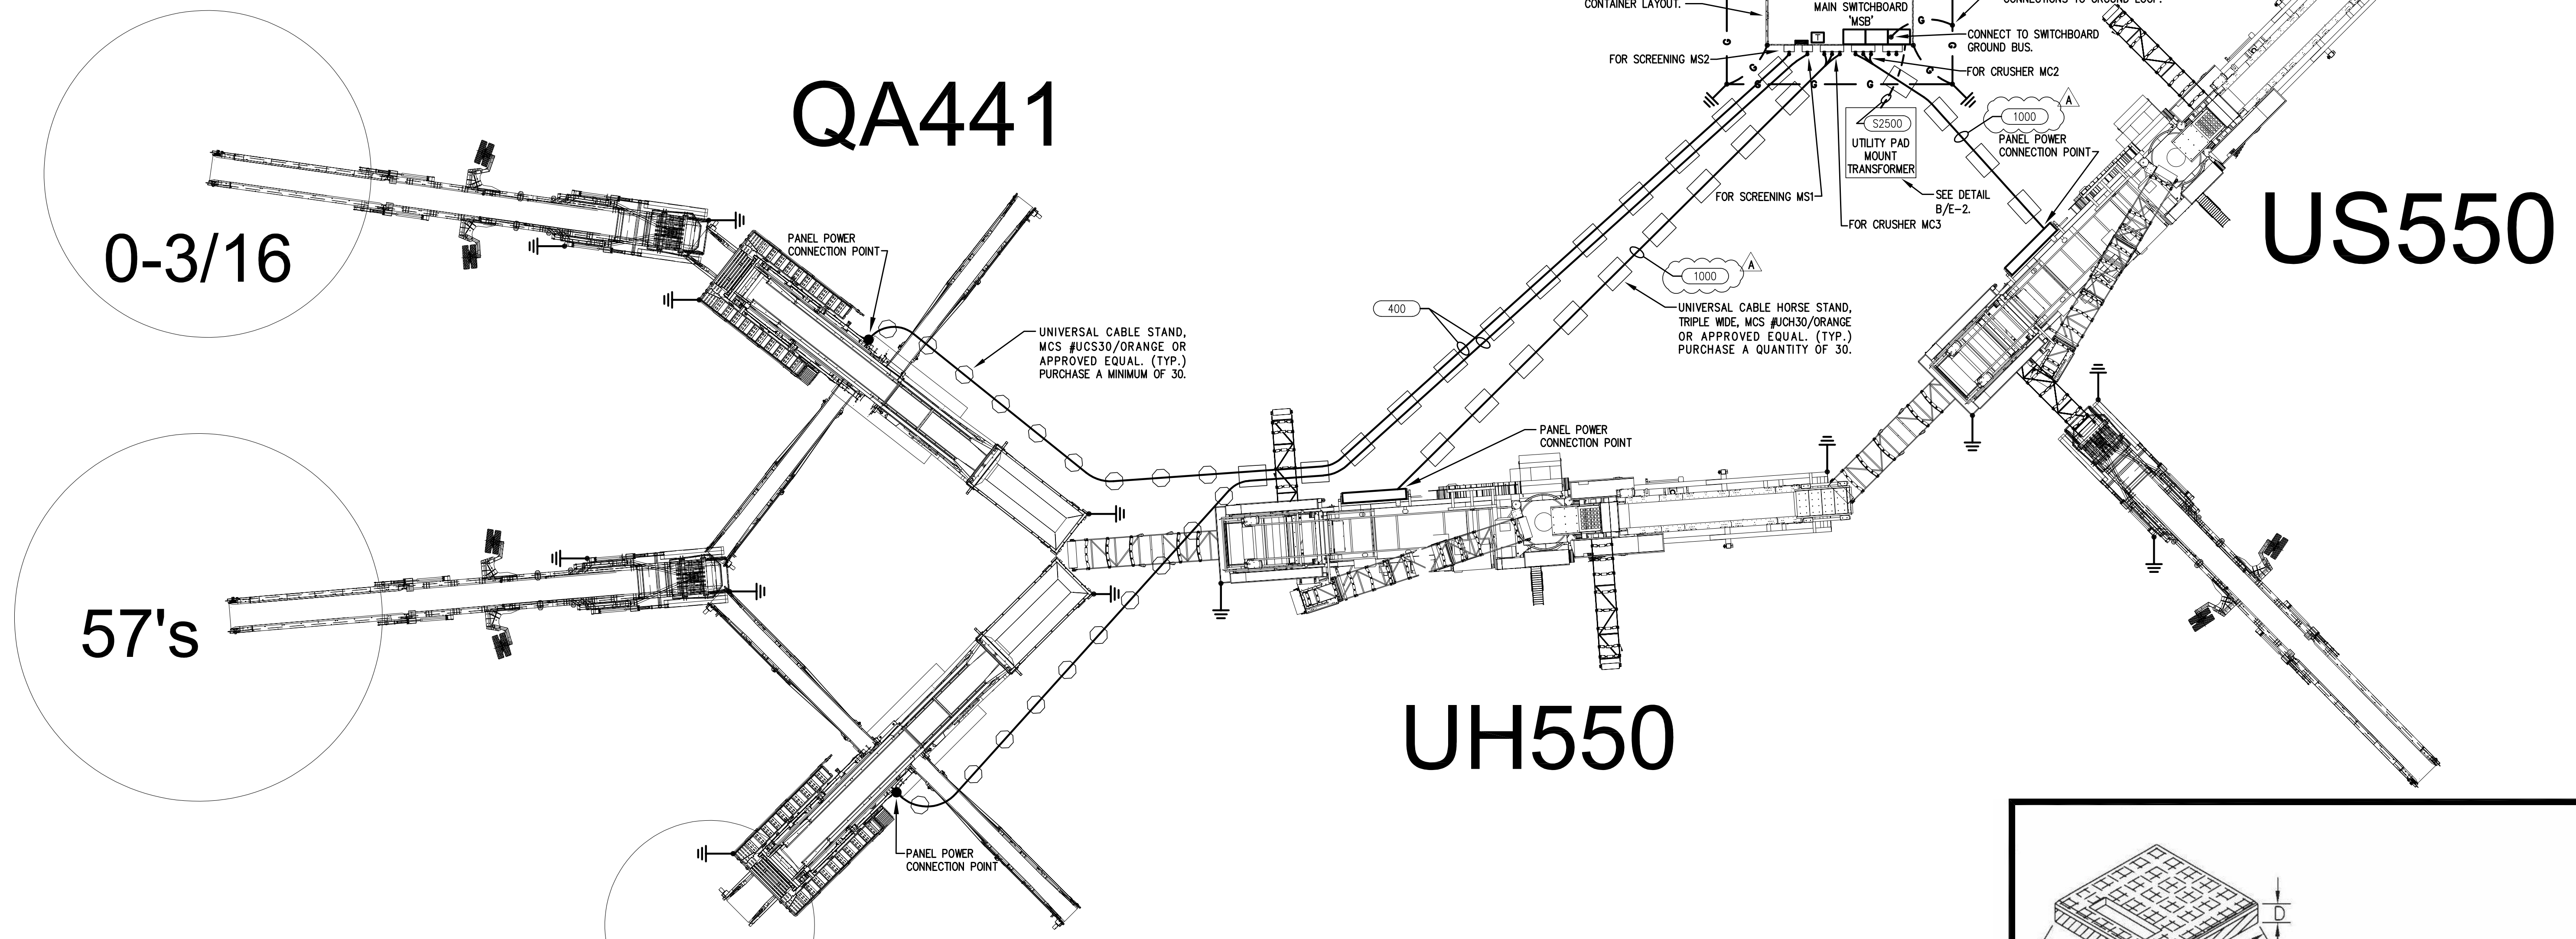 CONTAINER LAYOUT.
MAIN SWITCHBOARD
'MSB'
T
G
CONNECTIONS TO GROUND LOOP.
CONNECT TO SWITCHBOARD
GROUND BUS.
G
G
G
G
G
G
G
FOR SCREENING MS2
FOR CRUSHER MC2
QA441
S2500
UTILITY PAD
MOUNT
TRANSFORMER
1000
A
PANEL POWER
CONNECTION POINT
SEE DETAIL
B/E-2.
FOR SCREENING MS1
FOR CRUSHER MC3
US550
0-3/16
PANEL POWER
CONNECTION POINT
1000
A
400
UNIVERSAL CABLE HORSE STAND,
TRIPLE WIDE, MCS #UCH30/ORANGE
OR APPROVED EQUAL. (TYP.)
PURCHASE A QUANTITY OF 30.
UNIVERSAL CABLE STAND,
MCS #UCS30/ORANGE OR
APPROVED EQUAL. (TYP.)
PURCHASE A MINIMUM OF 30.
PANEL POWER
CONNECTION POINT
57's
UH550
PANEL POWER
CONNECTION POINT
D